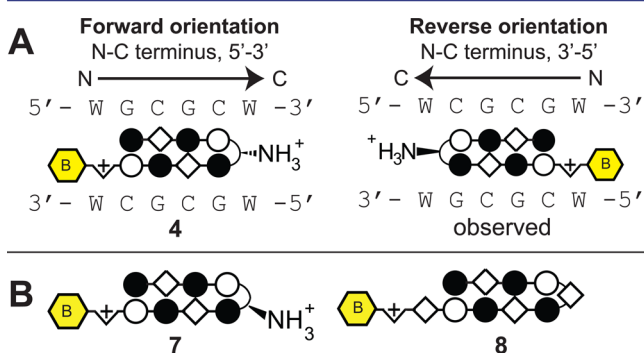 A
Forward orientation
N-C terminus, 5'-3'
N C
5'- W G C G C W -3'
B + NH3+
3'- W C G C G W -5'
4
Reverse orientation
N-C terminus, 3'-5'
C N
5'- W C G C G W -3'
+H3N + B
3'- W G C G C W -5'
observed
B
B + NH3+
7
B +
8